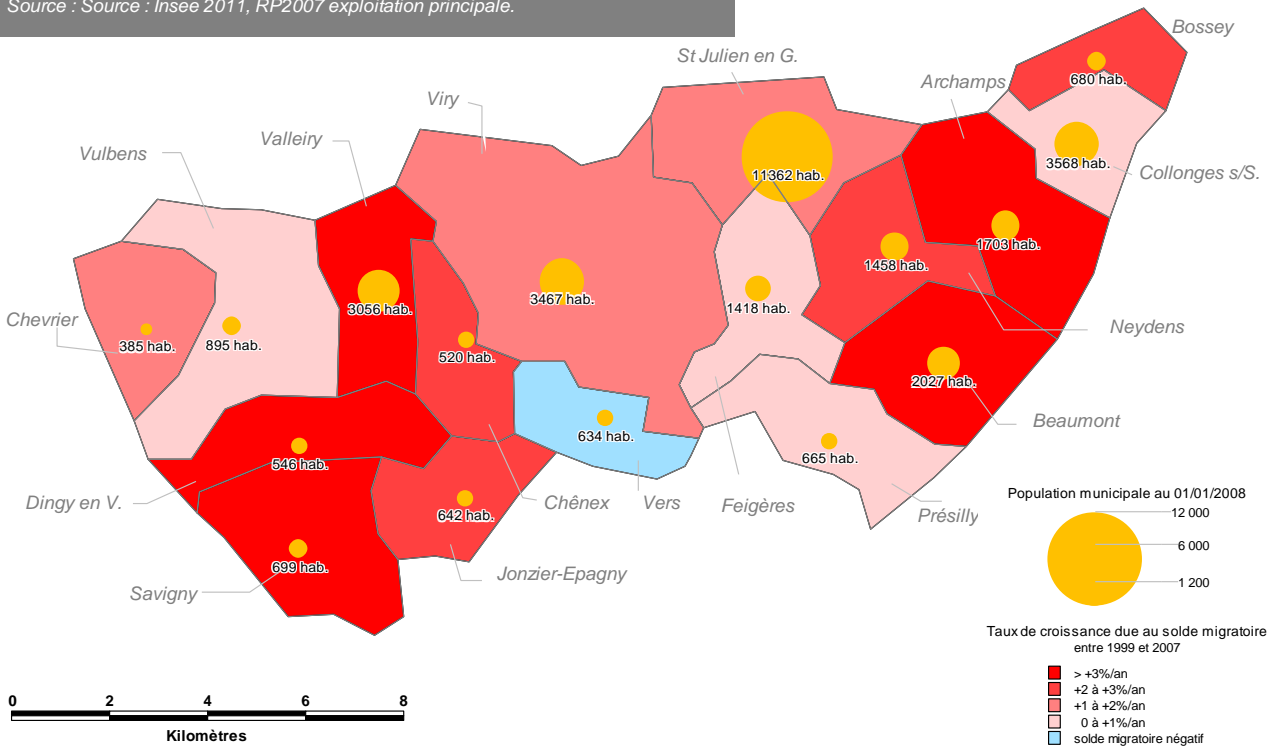 Source : Source : Insee 2011, RP2007 exploitation principale.
Bossey
St Julien en G.
Archamps
680 hab.
Viry
Valleiry
Vulbens
3568 hab.
11362 hab.
Collonges s/S.
1703 hab.
1458 hab.
3467 hab.
3056 hab.
1418 hab.
Chevrier
Neydens
385 hab.
895 hab.
520 hab.
2027 hab.
Beaumont
634 hab.
665 hab.
546 hab.
Dingy en V.
Chênex
Vers
Feigères
Présilly
642 hab.
699 hab.
Jonzier-Epagny
Savigny
Population municipale au 01/01/2008
12 000
6 000
1 200
Taux de croissance due au solde migratoire
entre 1999 et 2007
> +3%/an
+2 à +3%/an
+1 à +2%/an
0 à +1%/an
solde migratoire négatif
0 2 4 6 8
Kilomètres